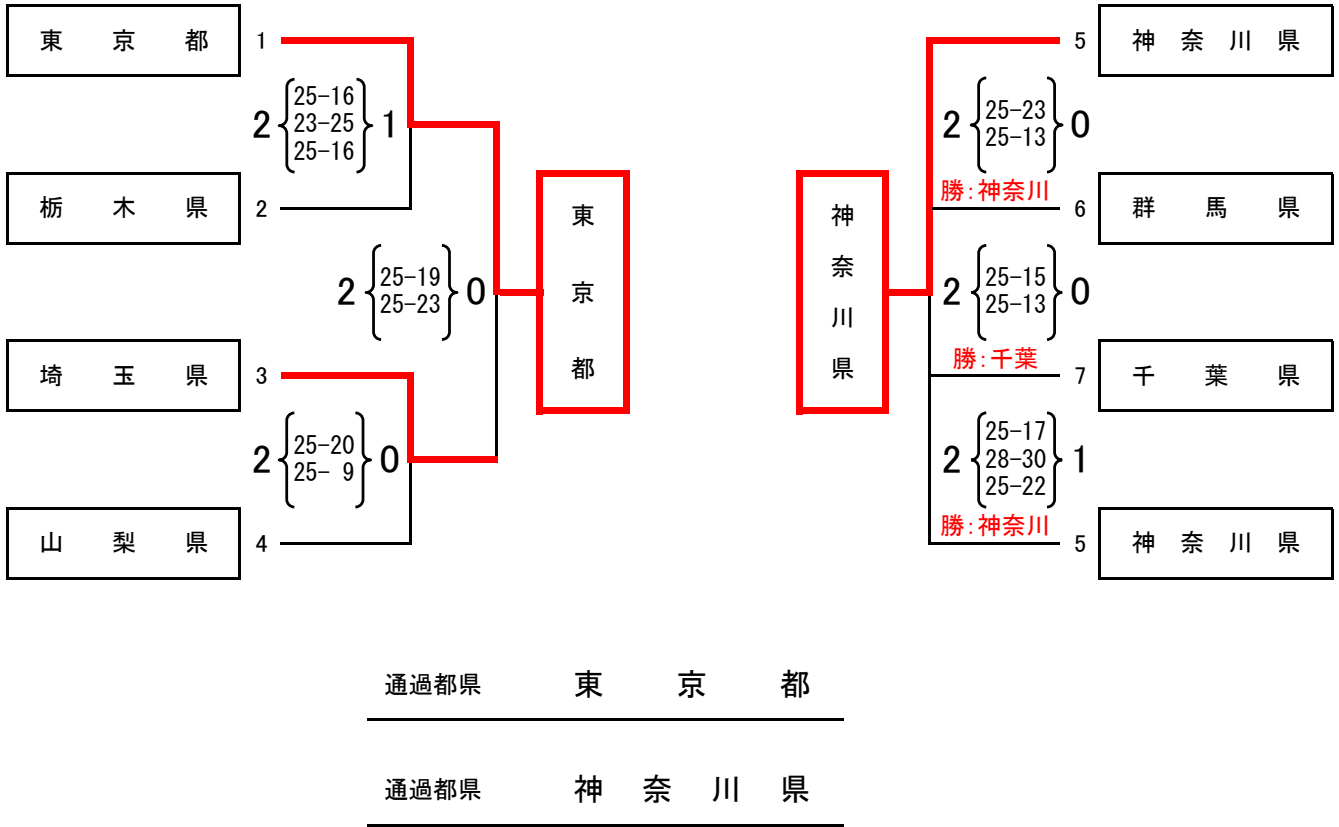 東京都 1
25-16
2 23-25 1
25-16
栃木県 2
25-19
2 0
25-23
埼玉県 3
25-20
2 0
25- 9
山梨県 4
東京都
神奈川県
5 神奈川県
25-23
2 0
25-13
勝:神奈川
6 群馬県
25-15
2 0
25-13
勝:千葉
7 千葉県
25-17
2 28-30 1
25-22
勝:神奈川
5 神奈川県
通過都県 東京都
通過都県 神奈川県